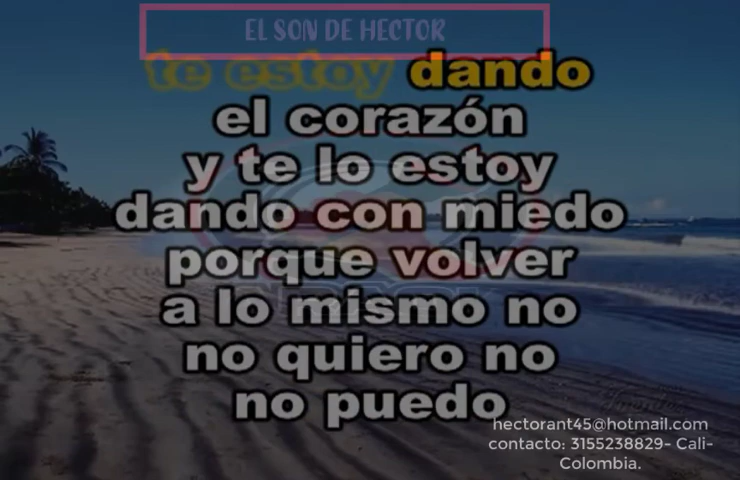 EL SON DE HECTOR
te estoy dando
el corazón
y te lo estoy
dando con miedo
porque volver
a lo mismo no
no quiero no
no puedo
hectorant45@hotmail.com
contacto: 3155238829- Cali-
Colombia.